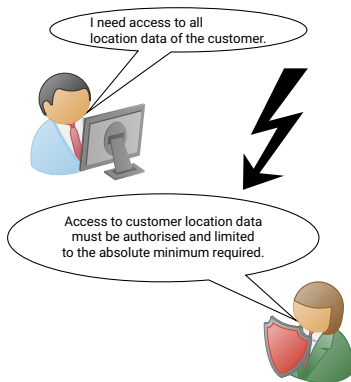 I need access to all
location data of the customer.
Access to customer location data
must be authorised and limited
to the absolute minimum required.